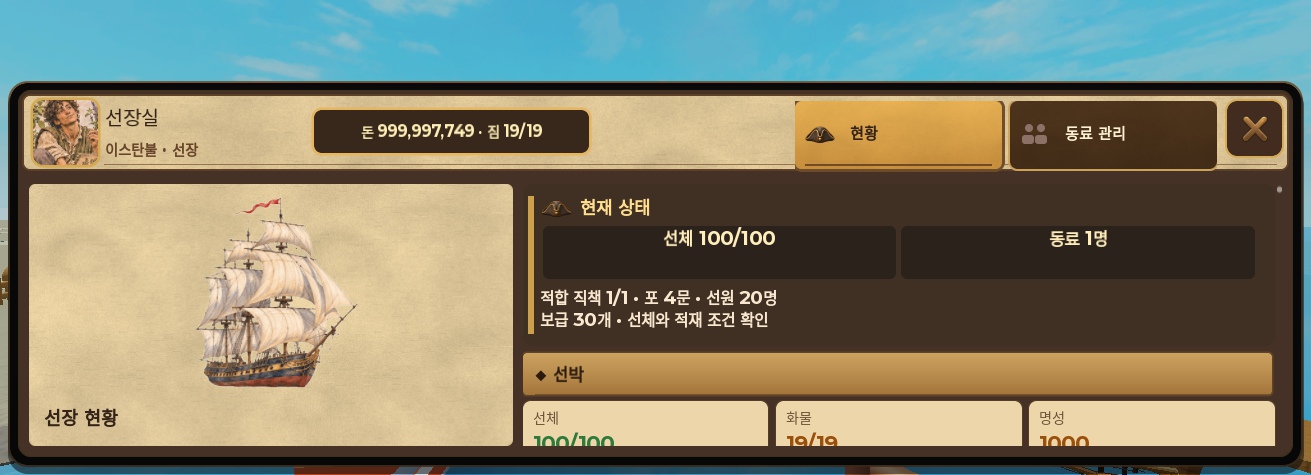 선장실
이스탄불 • 선장
돈 999,997,749 · 짐 19/19
현황
동료 관리
선장 현황
현재 상태
선체 100/100
동료 1명
적합 직책 1/1 • 포 4문 • 선원 20명
보급 30개 • 선체와 적재 조건 확인
◆ 선박
선체
화물
명성
100/100
19/19
1000